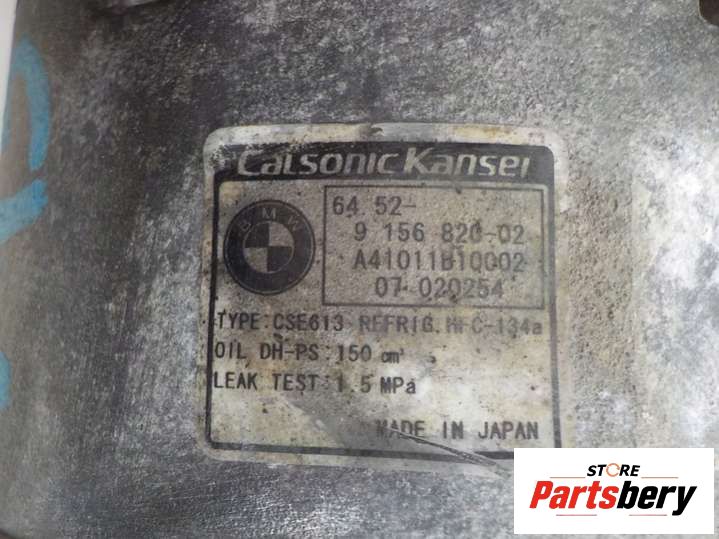 Calsonic Kansei
BMW
64 52-
9 156 820-02
A41011B10002
07 020254
TYPE:CSE613 REFRIG.HFC-134a
OIL DH-PS:150 cm³
LEAK TEST:1.5 MPa
MADE IN JAPAN
STORE
Partsbery